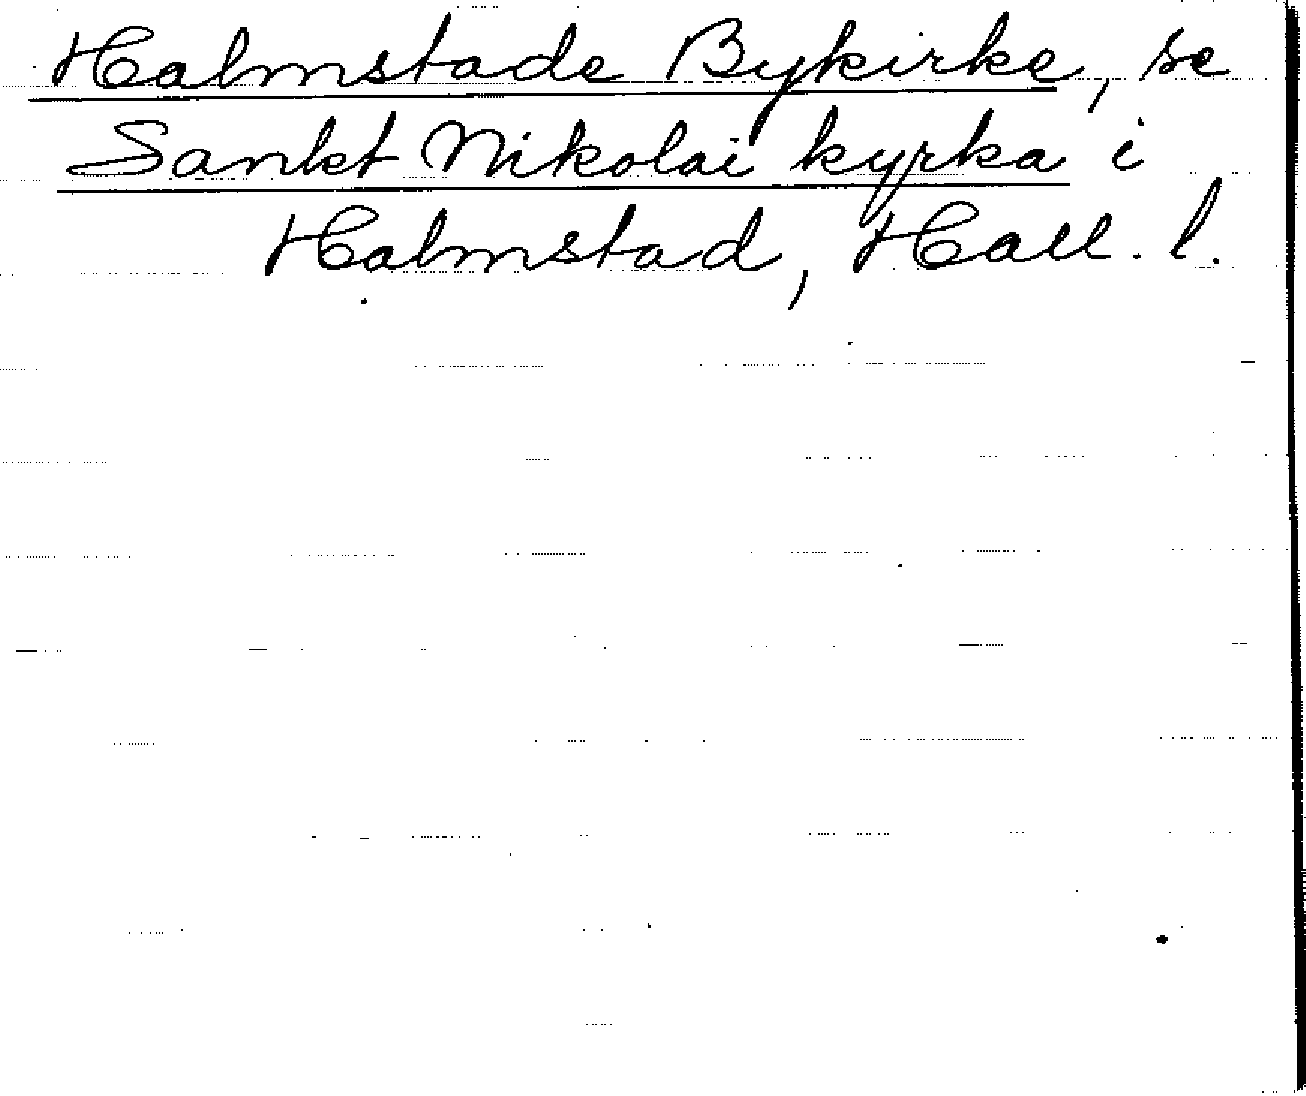 Halmstade Bykirke, se
Sankt Nikolai kyrka i
Halmstad, Hall. l.